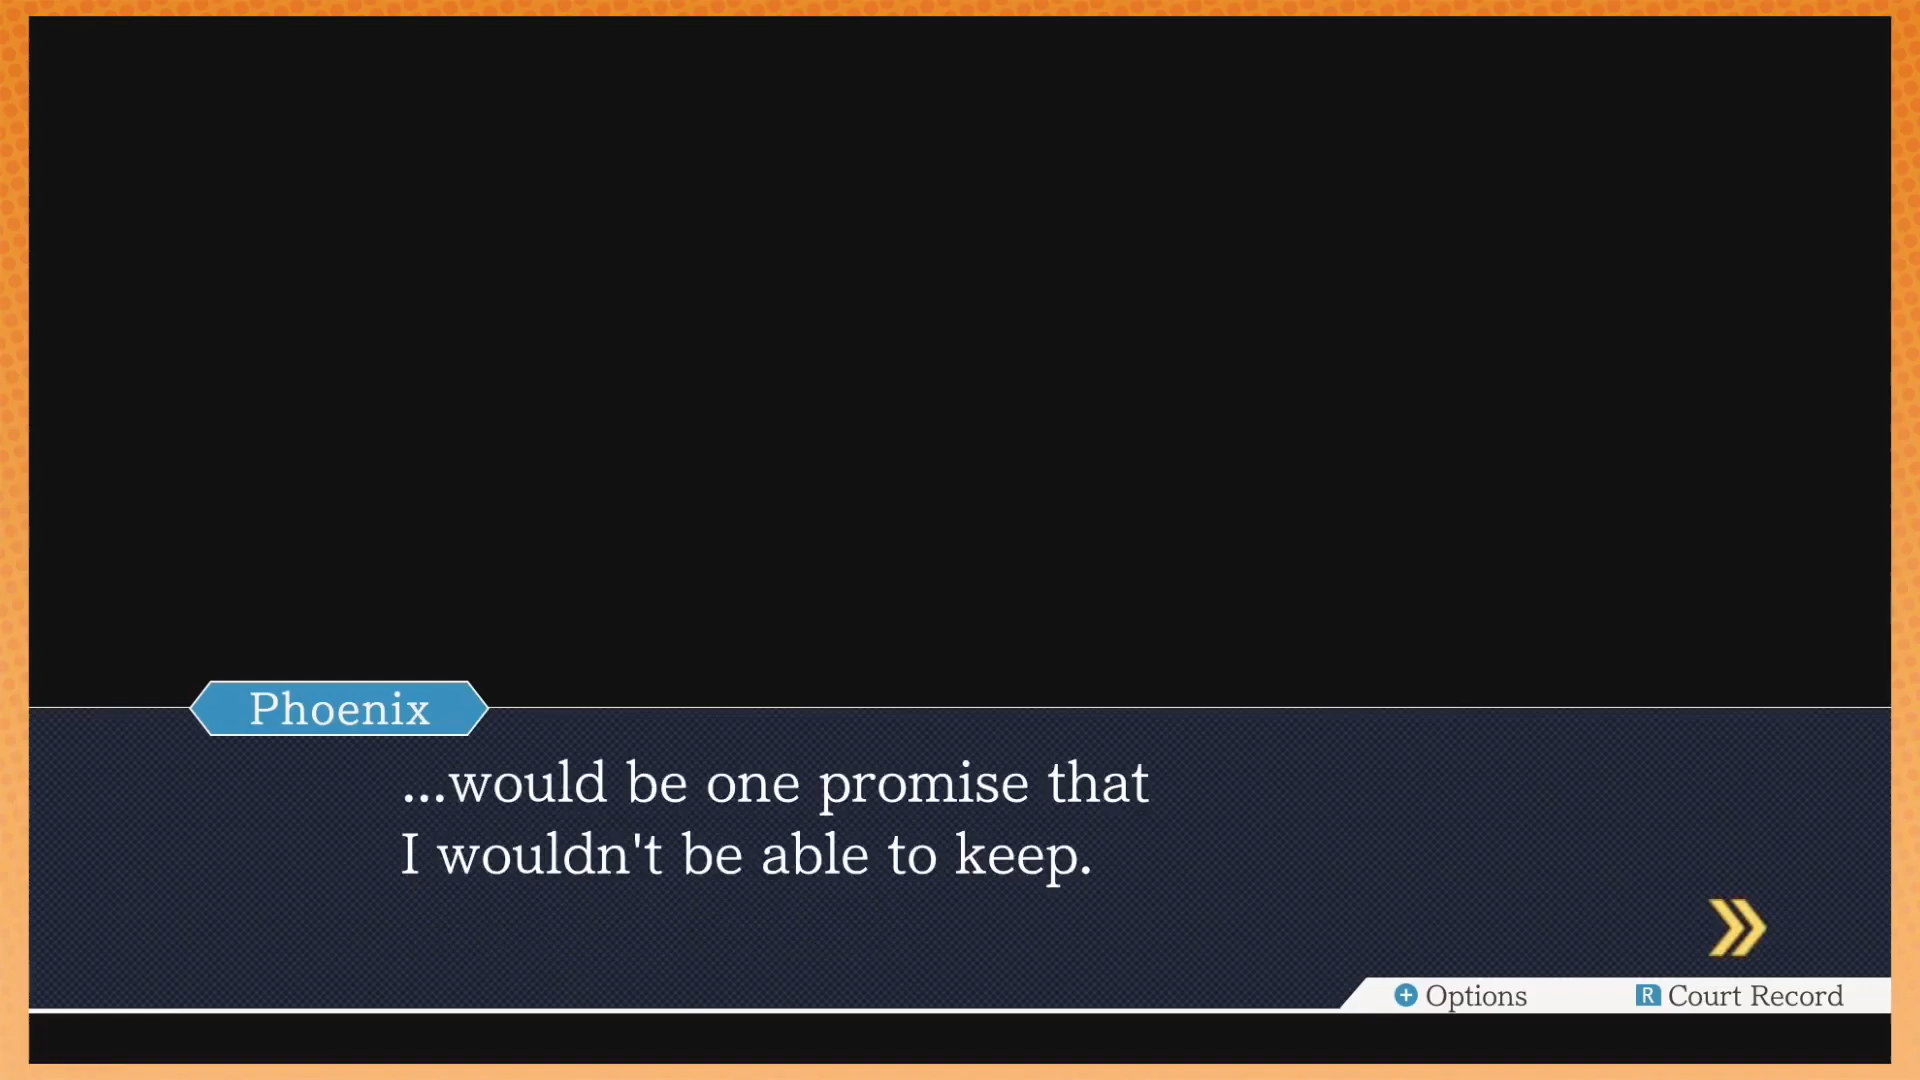 Phoenix
...would be one promise that
I wouldn't be able to keep.
+ Options
R Court Record